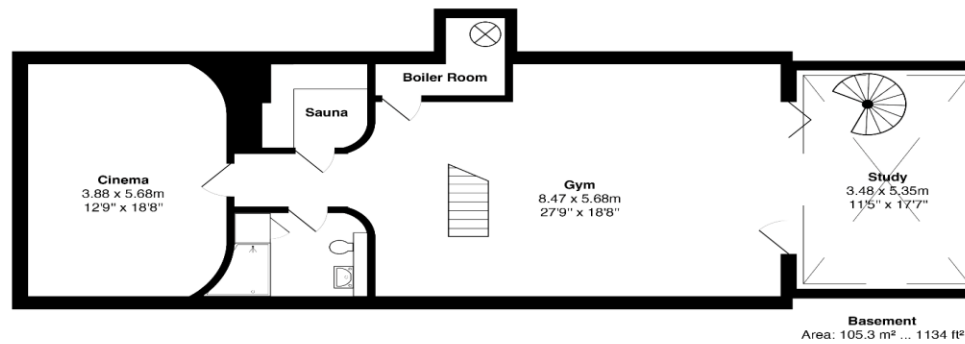 Boiler Room
Sauna
Cinema
3.88 x 5.68m
12'9" x 18'8"
Gym
8.47 x 5.68m
27'9" x 18'8"
Study
3.48 x 5.35m
11'5" x 17'7"
Basement
Area: 105.3 m² ... 1134 ft²